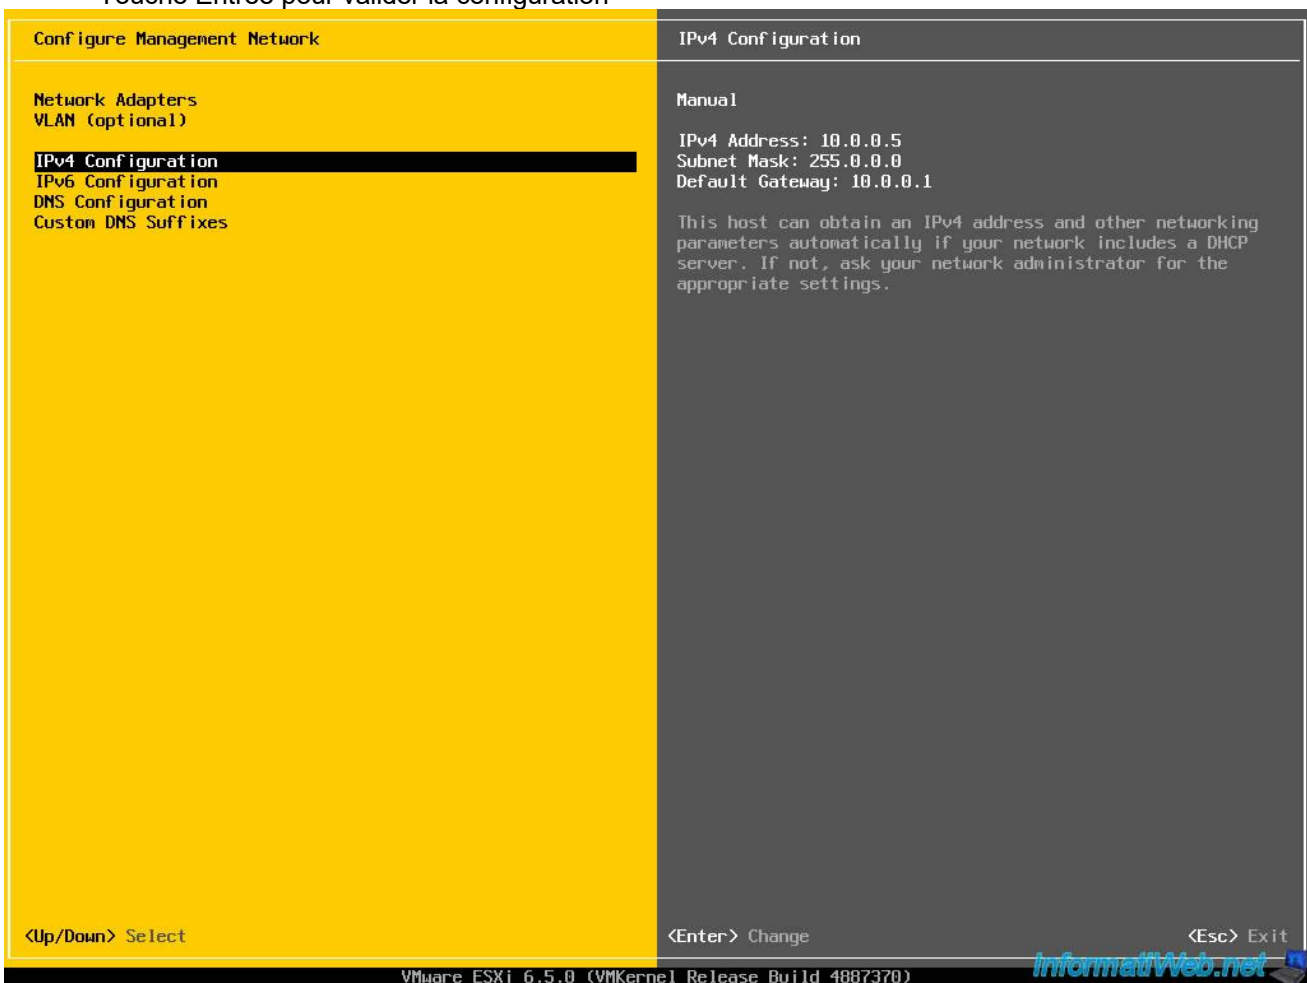 Touche Entrée pour valider la configuration
Configure Management Network
IPv4 Configuration
Network Adapters
VLAN (optional)
IPv4 Configuration
IPv6 Configuration
DNS Configuration
Custom DNS Suffixes
Manual
IPv4 Address: 10.0.0.5
Subnet Mask: 255.0.0.0
Default Gateway: 10.0.0.1
This host can obtain an IPv4 address and other networking
parameters automatically if your network includes a DHCP
server. If not, ask your network administrator for the
appropriate settings.
<Up/Down> Select
<Enter> Change
<Esc> Exit
VMware ESXi 6.5.0 (VMKernel Release Build 4887370)
InformatiWeb.net